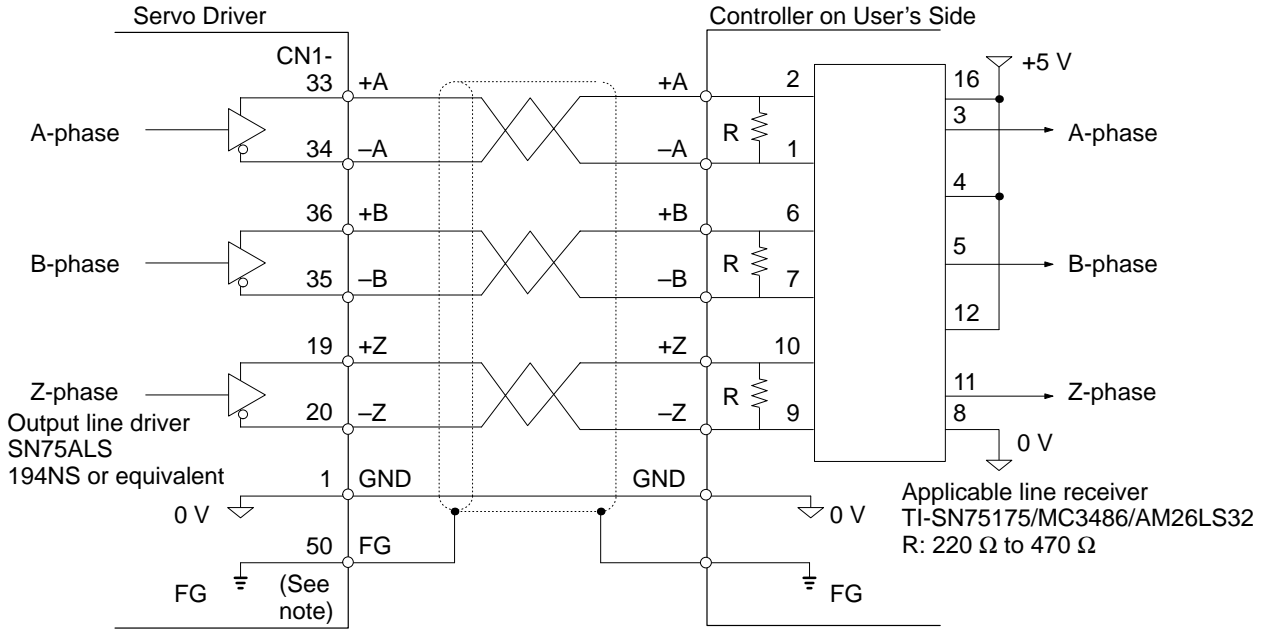 Servo Driver
Controller on User's Side
CN1-
33 +A
+A 2
16
+5 V
A-phase
R
3
A-phase
34 –A
–A 1
4
36 +B
+B 6
B-phase
R
5
B-phase
35 –B
–B 7
12
19 +Z
+Z 10
Z-phase
R
11
Z-phase
20 –Z
–Z 9
8
0 V
Output line driver
SN75ALS
194NS or equivalent
1 GND
GND
0 V
0 V
Applicable line receiver
TI-SN75175/MC3486/AM26LS32
R: 220 Ω to 470 Ω
50 FG
FG
(See
note)
FG